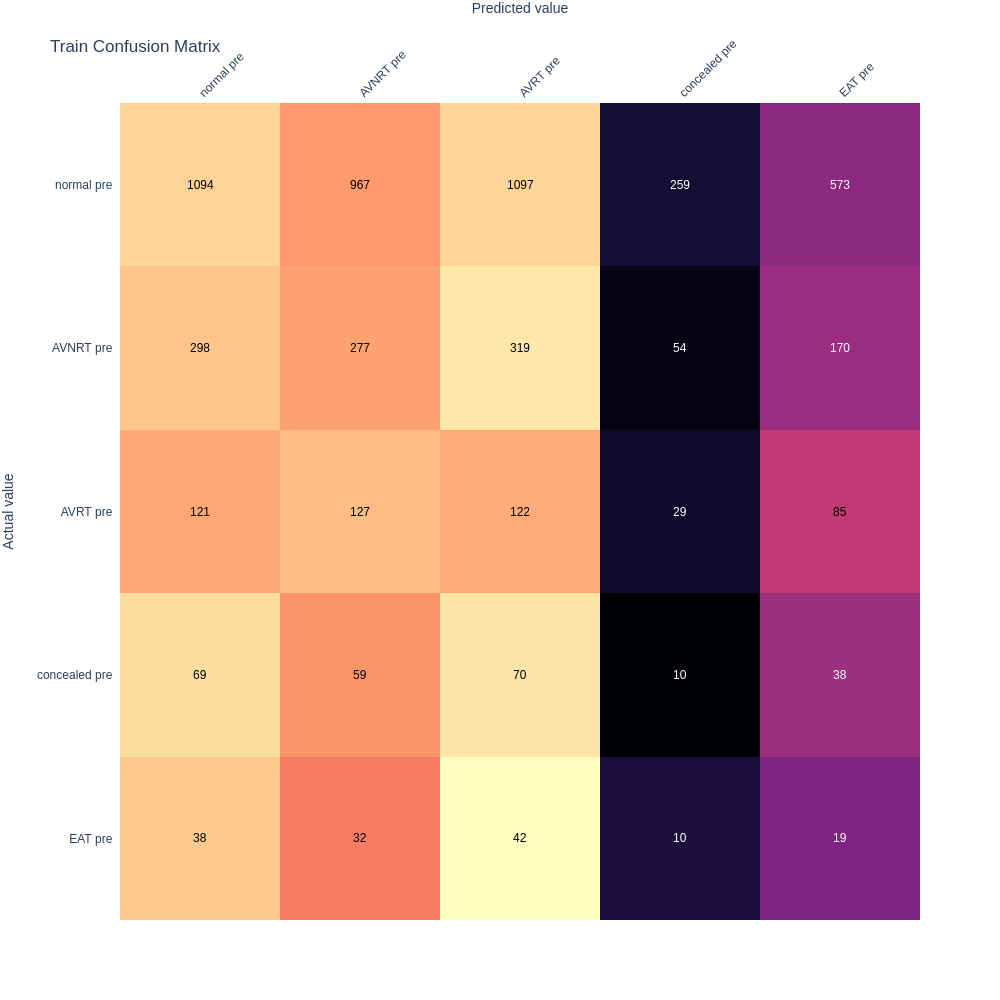 Predicted value
Train Confusion Matrix
normal pre AVNRT pre AVRT pre concealed pre EAT pre
normal pre 1094 967 1097 259 573
AVNRT pre 298 277 319 54 170
Actual value
AVRT pre 121 127 122 29 85
concealed pre 69 59 70 10 38
EAT pre 38 32 42 10 19